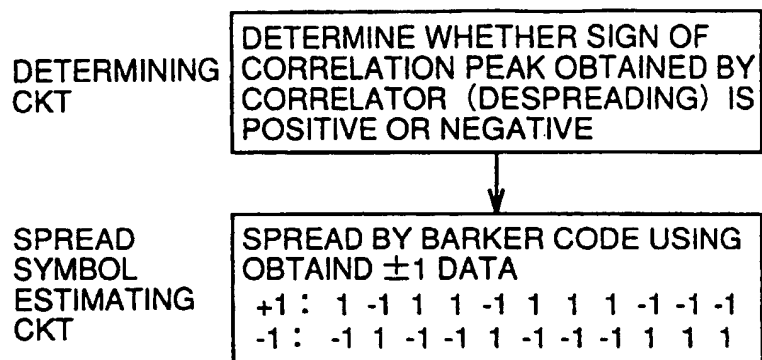 DETERMINING
CKT
DETERMINE WHETHER SIGN OF
CORRELATION PEAK OBTAINED BY
CORRELATOR (DESPREADING) IS
POSITIVE OR NEGATIVE
SPREAD
SYMBOL
ESTIMATING
CKT
SPREAD BY BARKER CODE USING
OBTAIND ±1 DATA
+1 : 1 -1 1 1 -1 1 1 1 -1 -1 -1
-1 : -1 1 -1 -1 1 -1 -1 -1 1 1 1